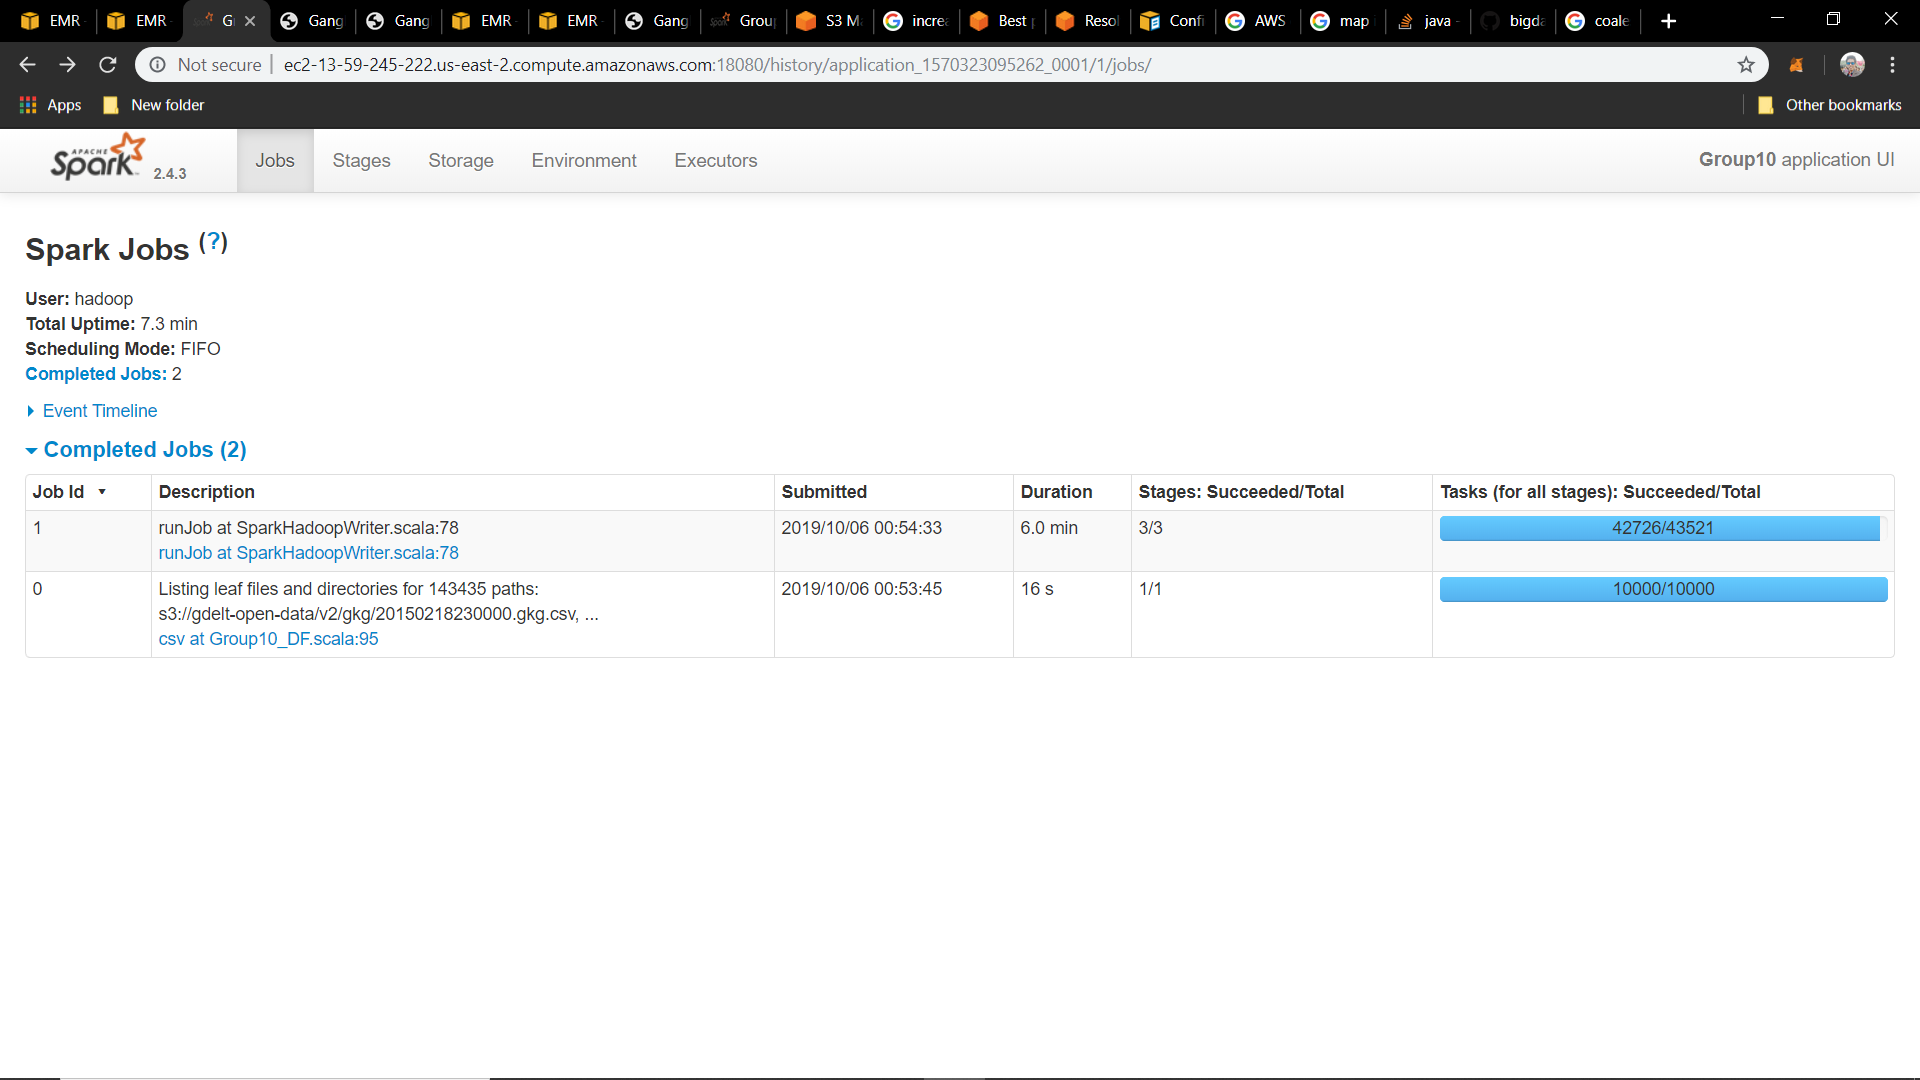 EMR
EMR
G
Gang
Gang
EMR
EMR
Gang
Grou
S3 M
increa
Best
Resol
Confi
AWS
map
java -
bigda
coale
Not secure | ec2-13-59-245-222.us-east-2.compute.amazonaws.com:18080/history/application_1570323095262_0001/1/jobs/
Apps New folder Other bookmarks
APACHE Spark 2.4.3 Jobs Stages Storage Environment Executors Group10 application UI
Spark Jobs (?)
User: hadoop
Total Uptime: 7.3 min
Scheduling Mode: FIFO
Completed Jobs: 2
Event Timeline
Completed Jobs (2)
Job Id Description Submitted Duration Stages: Succeeded/Total Tasks (for all stages): Succeeded/Total
1 runJob at SparkHadoopWriter.scala:78 2019/10/06 00:54:33 6.0 min 3/3 42726/43521
runJob at SparkHadoopWriter.scala:78
0 Listing leaf files and directories for 143435 paths: 2019/10/06 00:53:45 16 s 1/1 10000/10000
s3://gdelt-open-data/v2/gkg/20150218230000.gkg.csv, ...
csv at Group10_DF.scala:95